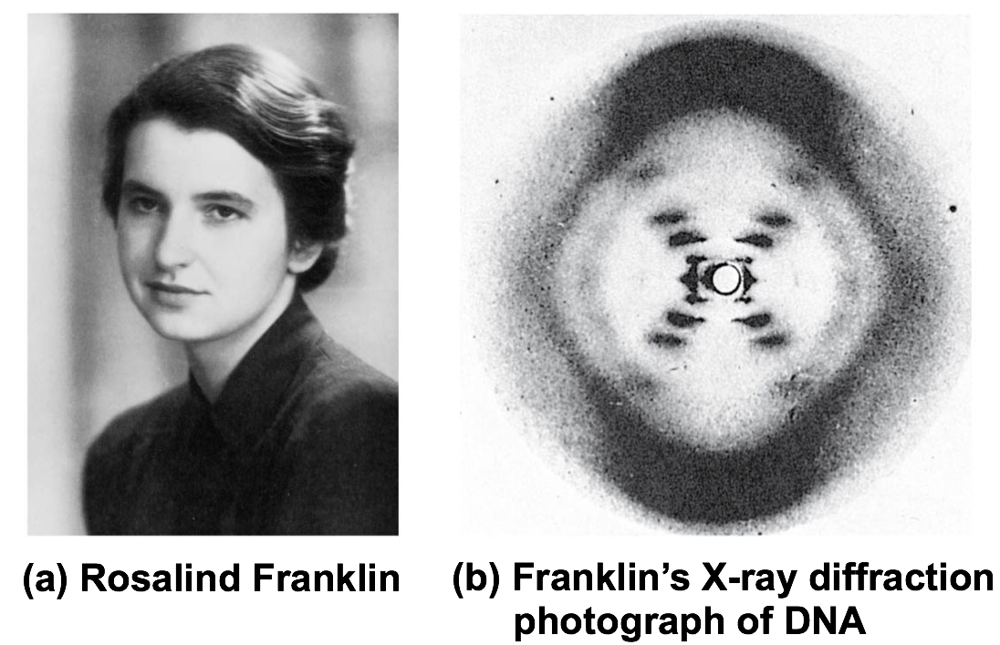 (a) Rosalind Franklin
(b) Franklin’s X-ray diffraction
photograph of DNA